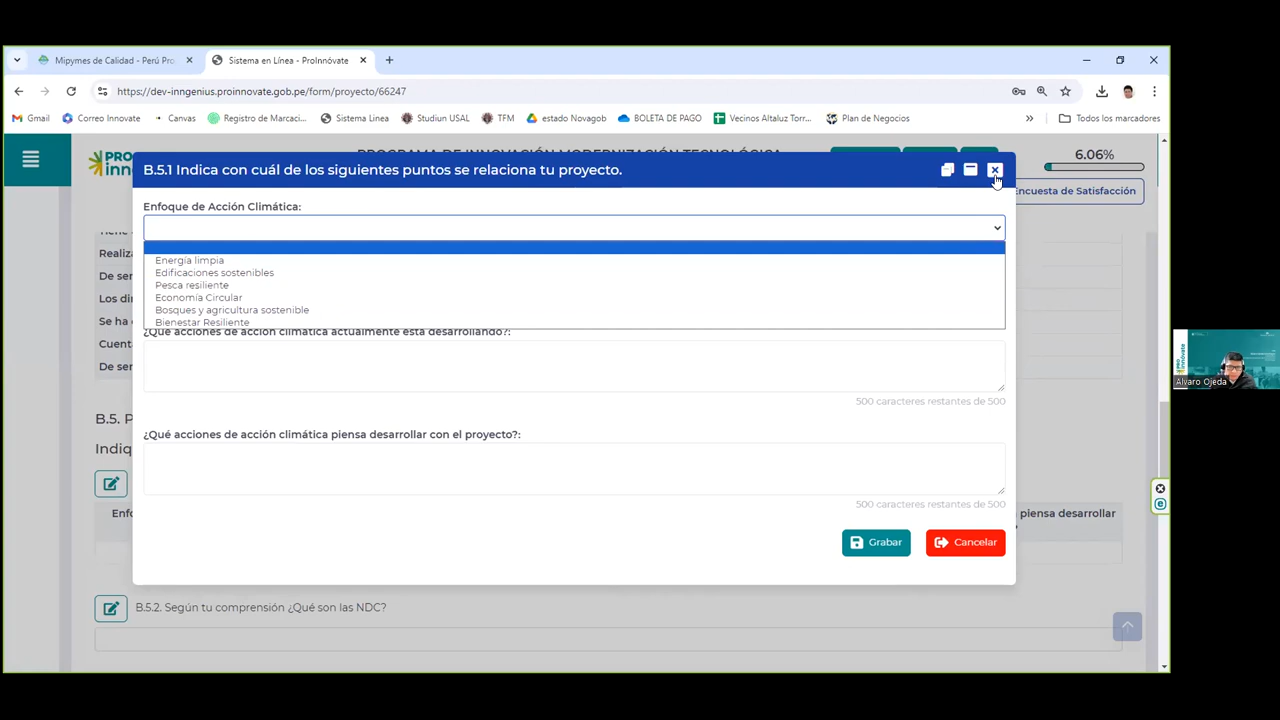 Mipymes de Calidad - Perú Pro
Sistema en Línea - ProInnóvate
https://dev-inngenius.proinnovate.gob.pe/form/proyecto/66247
Gmail
Correo Innovate
Canvas
Registro de Marcaci...
Sistema Linea
Studiun USAL
TFM
estado Novagob
BOLETA DE PAGO
Vecinos Altaluz Torr...
Plan de Negocios
Todos los marcadores
6.06%
Encuesta de Satisfacción
B.5.1 Indica con cuál de los siguientes puntos se relaciona tu proyecto.
Enfoque de Acción Climática:
Energía limpia
Edificaciones sostenibles
Pesca resiliente
Economía Circular
Bosques y agricultura sostenible
Bienestar Resiliente
Realiza
De ser
Los di
Se ha
Cuent
De ser
¿Qué acciones de acción climática actualmente está desarrollando?:
500 caracteres restantes de 500
B.5. P
¿Qué acciones de acción climática piensa desarrollar con el proyecto?:
Indiq
500 caracteres restantes de 500
Enfo
piensa desarrollar
Grabar
Cancelar
B.5.2. Según tu comprensión ¿Qué son las NDC?
PRO
innóvate
Alvaro Ojeda